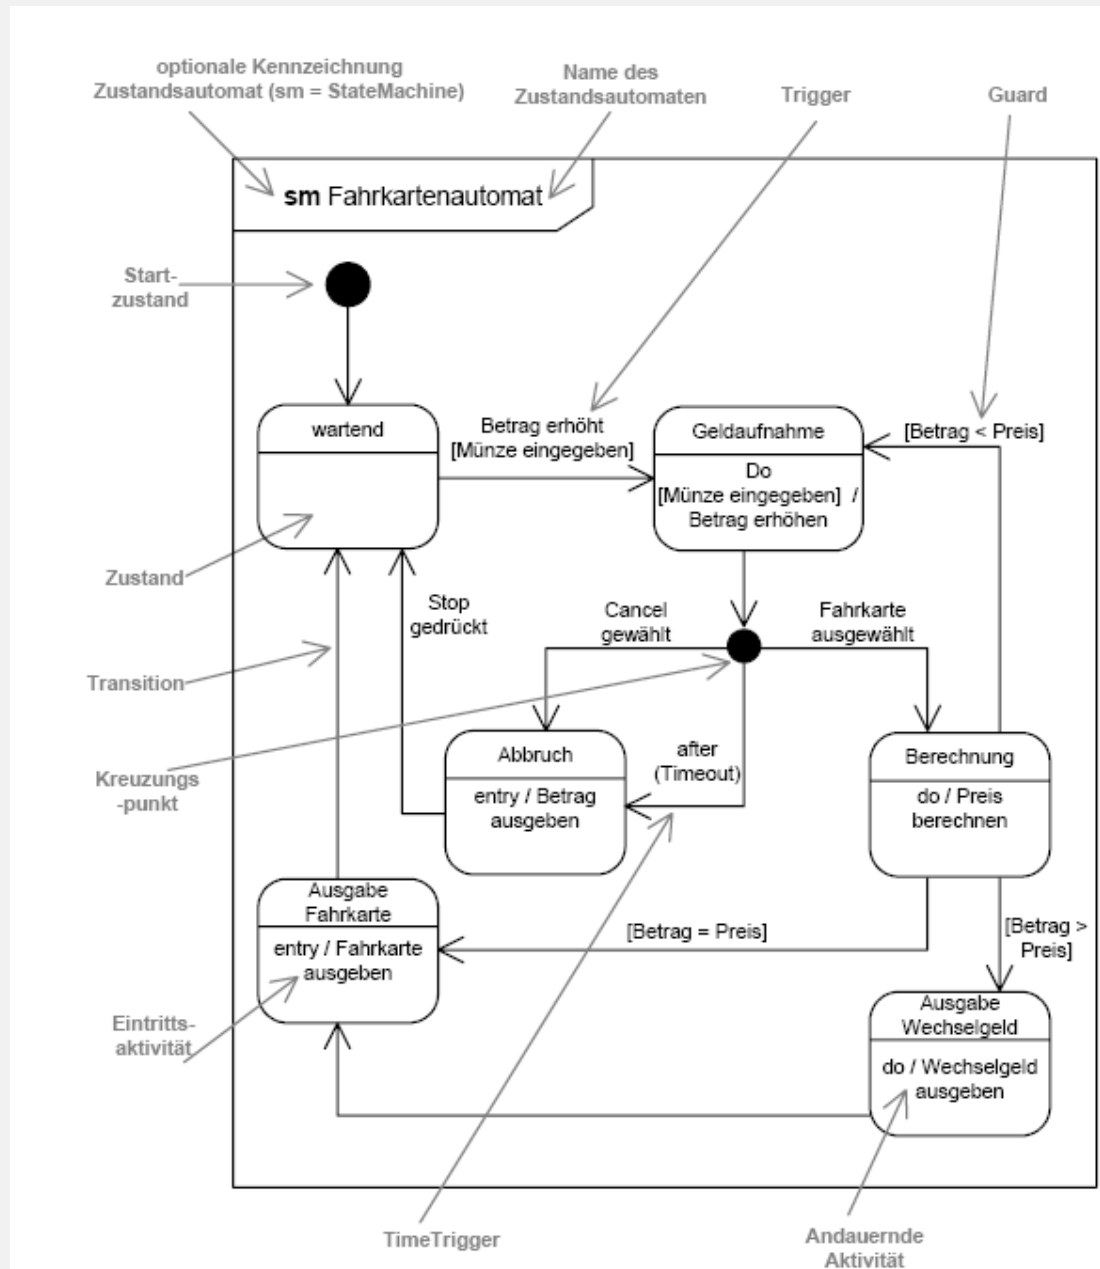 optionale Kennzeichnung
Zustandsautomat (sm = StateMachine)
Name des
Zustandsautomaten
Trigger
Guard
sm Fahrkartenautomat
Start-
zustand
wartend
Betrag erhöht
[Münze eingegeben]
Geldaufnahme
Do
[Münze eingegeben] /
Betrag erhöhen
[Betrag < Preis]
Zustand
Stop
gedrückt
Cancel
gewählt
Fahrkarte
ausgewählt
Transition
Kreuzungs
-punkt
Abbruch
entry / Betrag
ausgeben
after
(Timeout)
Berechnung
do / Preis
berechnen
Ausgabe
Fahrkarte
entry / Fahrkarte
ausgeben
[Betrag = Preis]
[Betrag >
Preis]
Eintritts-
aktivität
Ausgabe
Wechselgeld
do / Wechselgeld
ausgeben
TimeTrigger
Andauernde
Aktivität